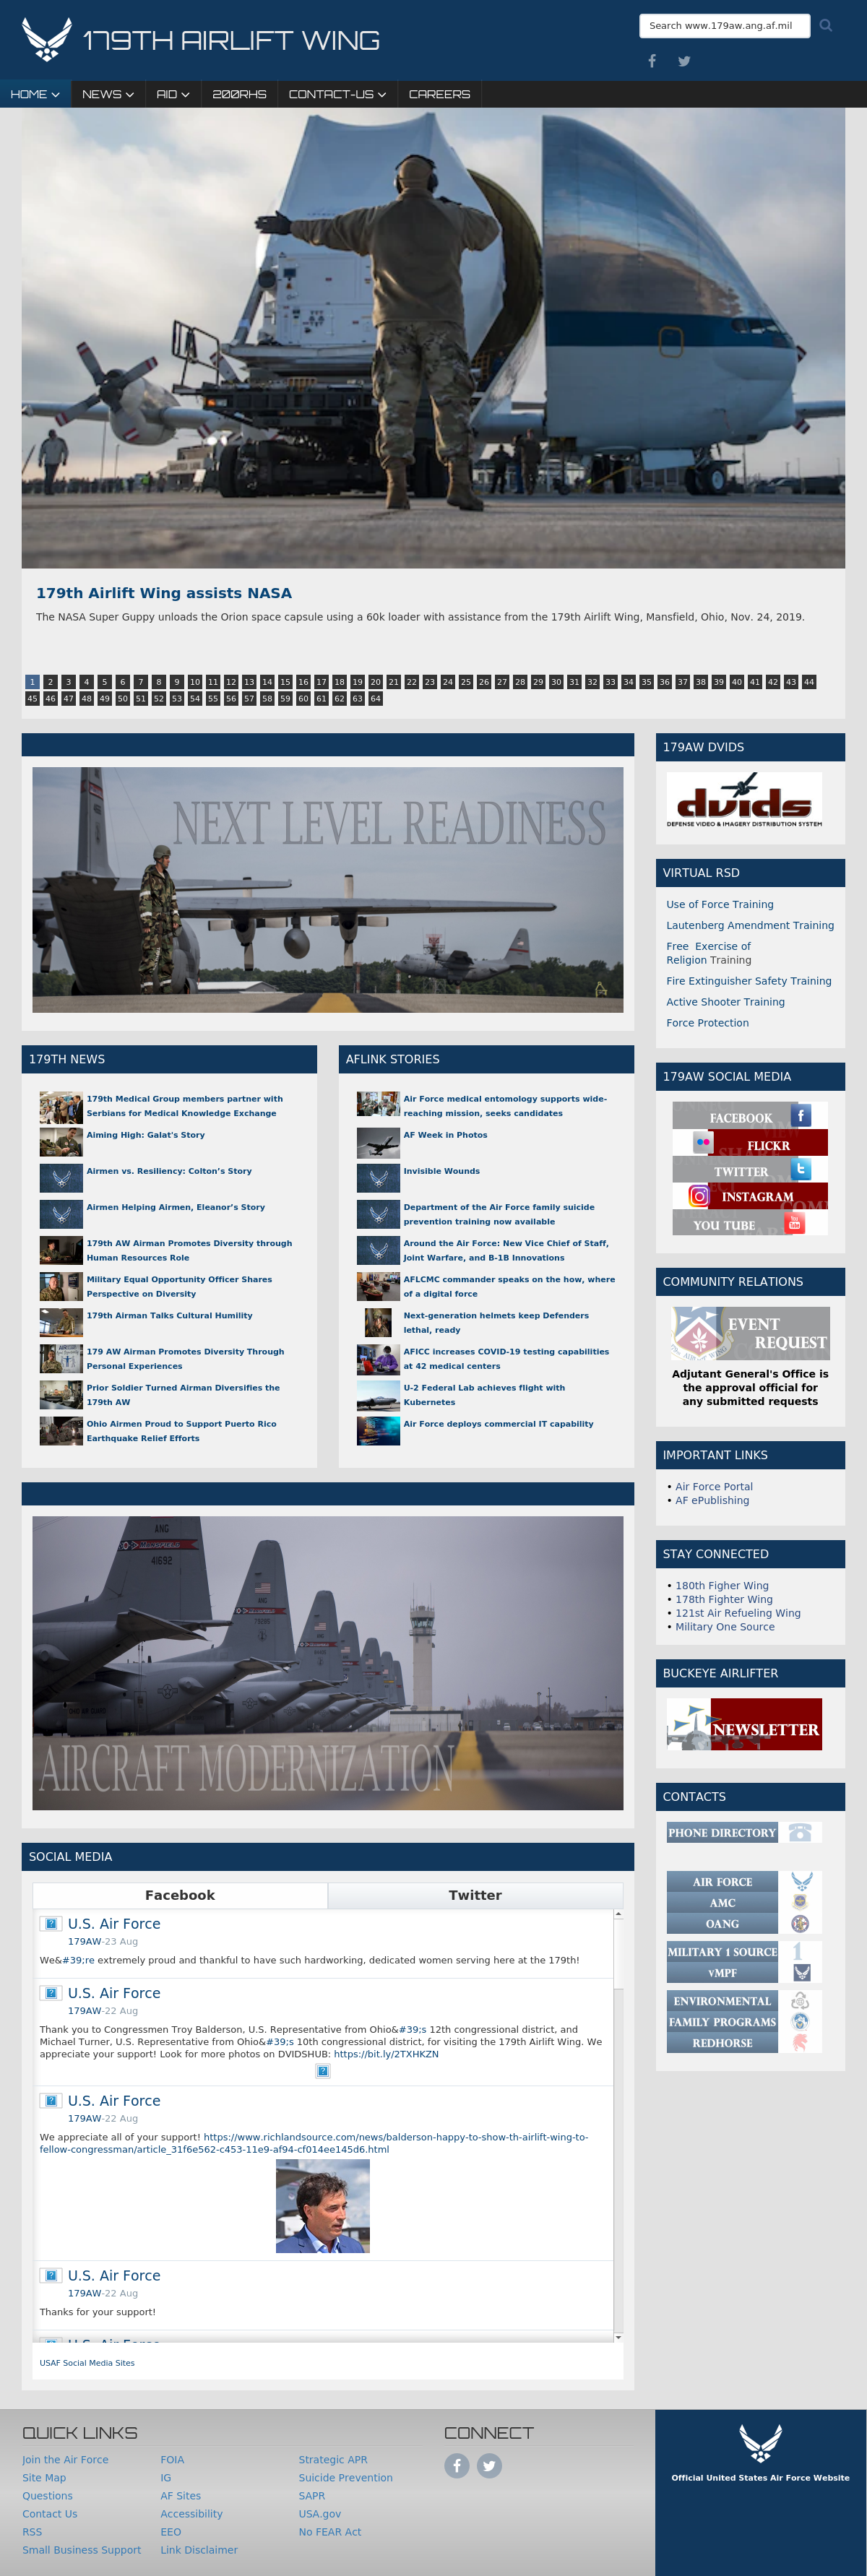 179TH AIRLIFT WING
Search www.179aw.ang.af.mil
HOME NEWS AID 200RHS CONTACT-US CAREERS
179th Airlift Wing assists NASA
The NASA Super Guppy unloads the Orion space capsule using a 60k loader with assistance from the 179th Airlift Wing, Mansfield, Ohio, Nov. 24, 2019.
1 2 3 4 5 6 7 8 9 10 11 12 13 14 15 16 17 18 19 20 21 22 23 24 25 26 27 28 29 30 31 32 33 34 35 36 37 38 39 40 41 42 43 44
45 46 47 48 49 50 51 52 53 54 55 56 57 58 59 60 61 62 63 64
NEXT LEVEL READINESS
179TH NEWS
179th Medical Group members partner with
Serbians for Medical Knowledge Exchange
Aiming High: Galat's Story
Airmen vs. Resiliency: Colton’s Story
Airmen Helping Airmen, Eleanor’s Story
179th AW Airman Promotes Diversity through
Human Resources Role
Military Equal Opportunity Officer Shares
Perspective on Diversity
179th Airman Talks Cultural Humility
179 AW Airman Promotes Diversity Through
Personal Experiences
Prior Soldier Turned Airman Diversifies the
179th AW
Ohio Airmen Proud to Support Puerto Rico
Earthquake Relief Efforts
AFLINK STORIES
Air Force medical entomology supports wide-
reaching mission, seeks candidates
AF Week in Photos
Invisible Wounds
Department of the Air Force family suicide
prevention training now available
Around the Air Force: New Vice Chief of Staff,
Joint Warfare, and B-1B Innovations
AFLCMC commander speaks on the how, where
of a digital force
Next-generation helmets keep Defenders
lethal, ready
AFICC increases COVID-19 testing capabilities
at 42 medical centers
U-2 Federal Lab achieves flight with
Kubernetes
Air Force deploys commercial IT capability
ANG
41692
MANSFIELD
AIRCRAFT MODERNIZATION
SOCIAL MEDIA
Facebook Twitter
U.S. Air Force
179AW-23 Aug
We&#39;re extremely proud and thankful to have such hardworking, dedicated women serving here at the 179th!
U.S. Air Force
179AW-22 Aug
Thank you to Congressmen Troy Balderson, U.S. Representative from Ohio&#39;s 12th congressional district, and
Michael Turner, U.S. Representative from Ohio&#39;s 10th congressional district, for visiting the 179th Airlift Wing. We
appreciate your support! Look for more photos on DVIDSHUB: https://bit.ly/2TXHKZN
U.S. Air Force
179AW-22 Aug
We appreciate all of your support! https://www.richlandsource.com/news/balderson-happy-to-show-th-airlift-wing-to-
fellow-congressman/article_31f6e562-c453-11e9-af94-cf014ee145d6.html
U.S. Air Force
179AW-22 Aug
Thanks for your support!
U.S. Air Force
USAF Social Media Sites
179AW DVIDS
dvids
DEFENSE VIDEO & IMAGERY DISTRIBUTION SYSTEM
VIRTUAL RSD
Use of Force Training
Lautenberg Amendment Training
Free Exercise of
Religion Training
Fire Extinguisher Safety Training
Active Shooter Training
Force Protection
179AW SOCIAL MEDIA
FACEBOOK
FLICKR
TWITTER
INSTAGRAM
YOU TUBE
COMMUNITY RELATIONS
EVENT
REQUEST
Adjutant General's Office is
the approval official for
any submitted requests
IMPORTANT LINKS
• Air Force Portal
• AF ePublishing
STAY CONNECTED
• 180th Figher Wing
• 178th Fighter Wing
• 121st Air Refueling Wing
• Military One Source
BUCKEYE AIRLIFTER
NEWSLETTER
CONTACTS
PHONE DIRECTORY
AIR FORCE
AMC
OANG
MILITARY 1 SOURCE
vMPF
ENVIRONMENTAL
FAMILY PROGRAMS
REDHORSE
QUICK LINKS
Join the Air Force
Site Map
Questions
Contact Us
RSS
Small Business Support
FOIA
IG
AF Sites
Accessibility
EEO
Link Disclaimer
Strategic APR
Suicide Prevention
SAPR
USA.gov
No FEAR Act
CONNECT
Official United States Air Force Website